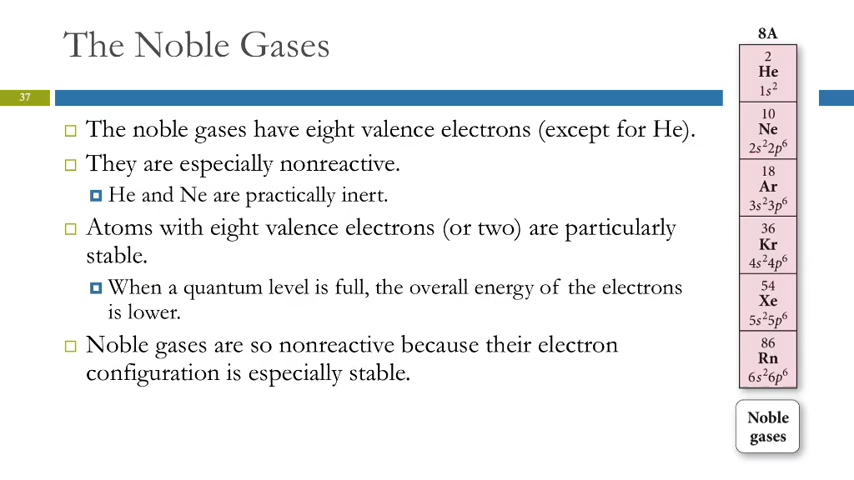 The Noble Gases
37
The noble gases have eight valence electrons (except for He).
They are especially nonreactive.
He and Ne are practically inert.
Atoms with eight valence electrons (or two) are particularly
stable.
When a quantum level is full, the overall energy of the electrons
is lower.
Noble gases are so nonreactive because their electron
configuration is especially stable.
8A
2
He
1s²
10
Ne
2s²2p⁶
18
Ar
3s²3p⁶
36
Kr
4s²4p⁶
54
Xe
5s²5p⁶
86
Rn
6s²6p⁶
Noble
gases